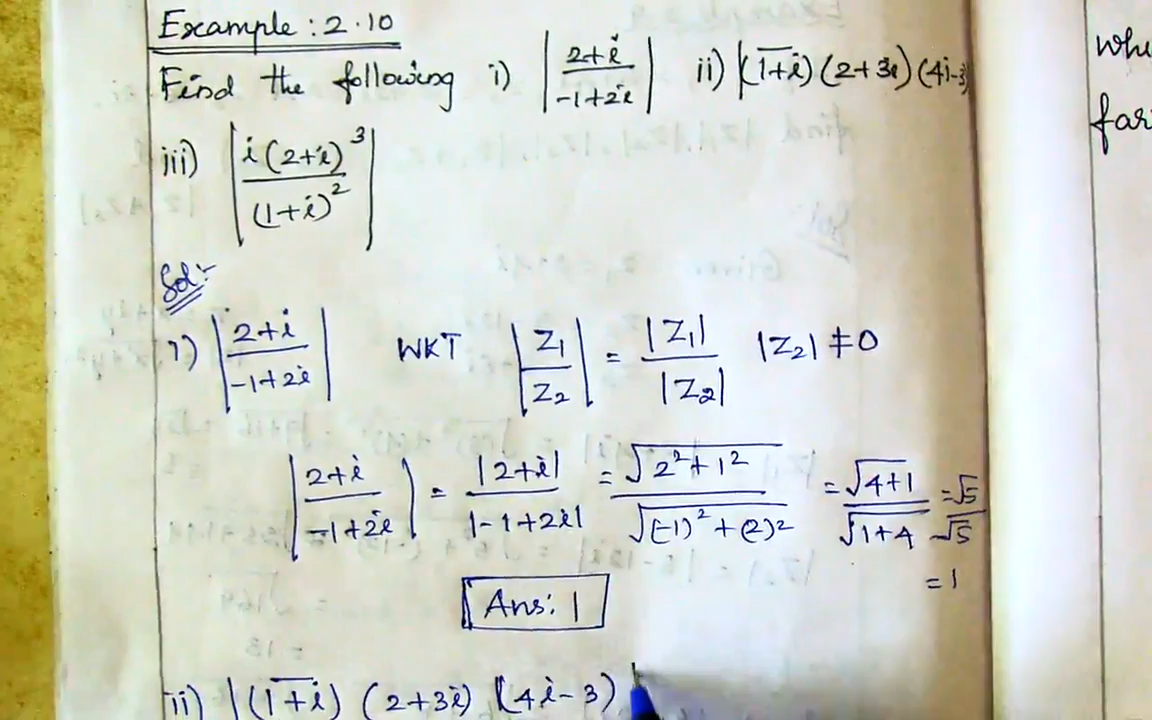 Example : 2.10
Find the following i) |2+i / -1+2i| ii) |(1+i)‾ (2+3i) (4i-3
iii) |i(2+i)³ / (1+i)²|
Sol:-
i) |2+i / -1+2i| WKT |Z₁ / Z₂| = |Z₁| / |Z₂| |Z₂| ≠ 0
|2+i / -1+2i| = |2+i| / |-1+2i| = √(2²+1²) / √((-1)²+(2)²) = √(4+1) / √(1+4) = √5 / √5
= 1
Ans: 1
ii) |(1+i)‾ (2+3i) (4i-3)
whe
far